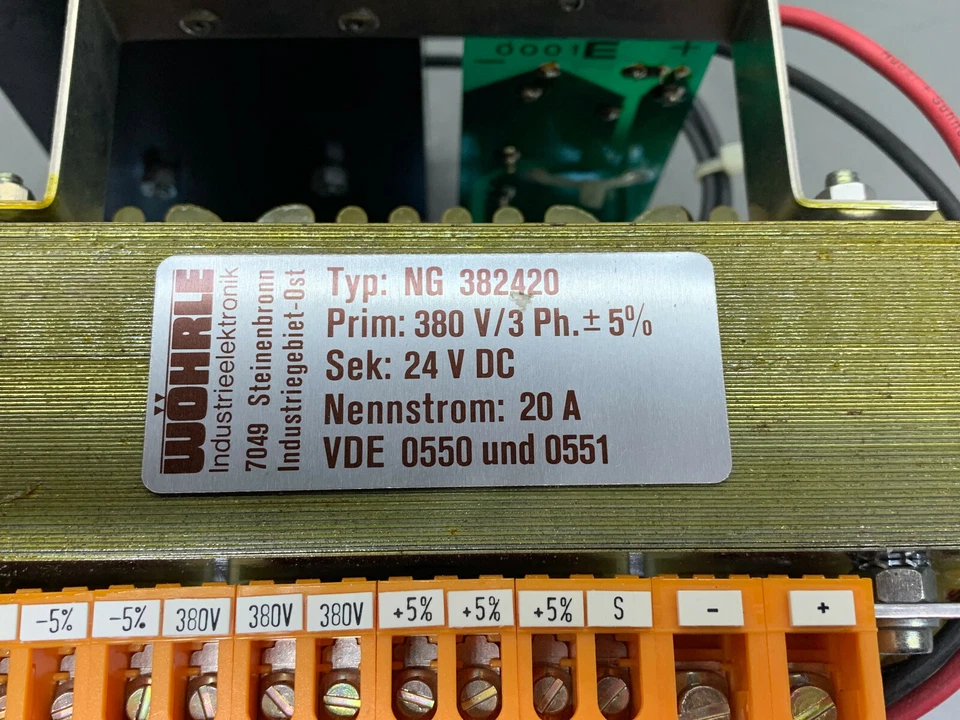 0001E
+
WÖHRLE
Industrieelektronik
7049 Steinenbronn
Industriegebiet-Ost
Typ: NG 382420
Prim: 380 V/3 Ph. ± 5%
Sek: 24 V DC
Nennstrom: 20 A
VDE 0550 und 0551
-5% -5% 380V 380V 380V +5% +5% +5% S - +